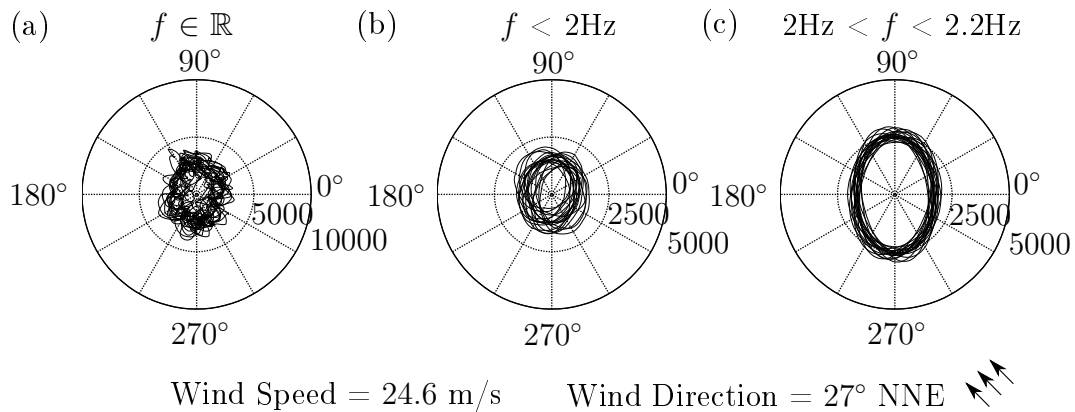 (a) f ∈ ℝ (b) f < 2Hz (c) 2Hz < f < 2.2Hz
90° 90° 90°
180° 0° 180° 0° 180° 0°
5000 2500 2500
10000 5000 5000
270° 270° 270°
Wind Speed = 24.6 m/s Wind Direction = 27° NNE